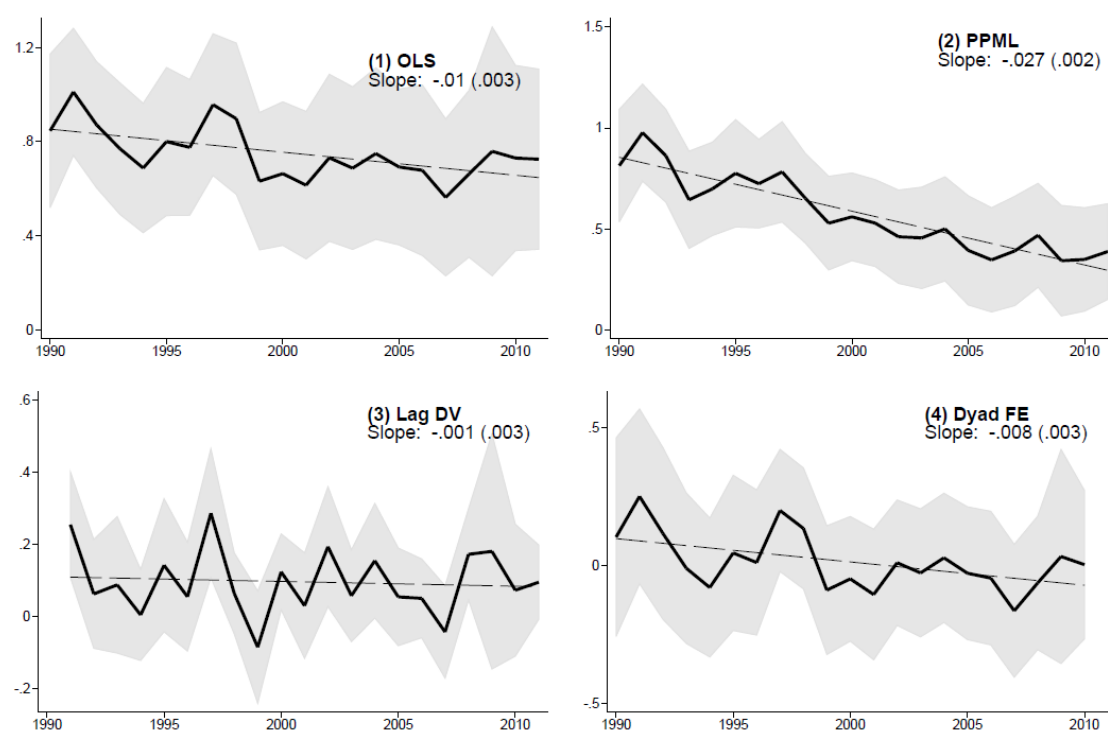 (1) OLS
Slope: -.01 (.003)
1.2
.8
.4
0
1990 1995 2000 2005 2010
(2) PPML
Slope: -.027 (.002)
1.5
1
.5
0
1990 1995 2000 2005 2010
(3) Lag DV
Slope: -.001 (.003)
.6
.4
.2
0
-.2
1990 1995 2000 2005 2010
(4) Dyad FE
Slope: -.008 (.003)
.5
0
-.5
1990 1995 2000 2005 2010